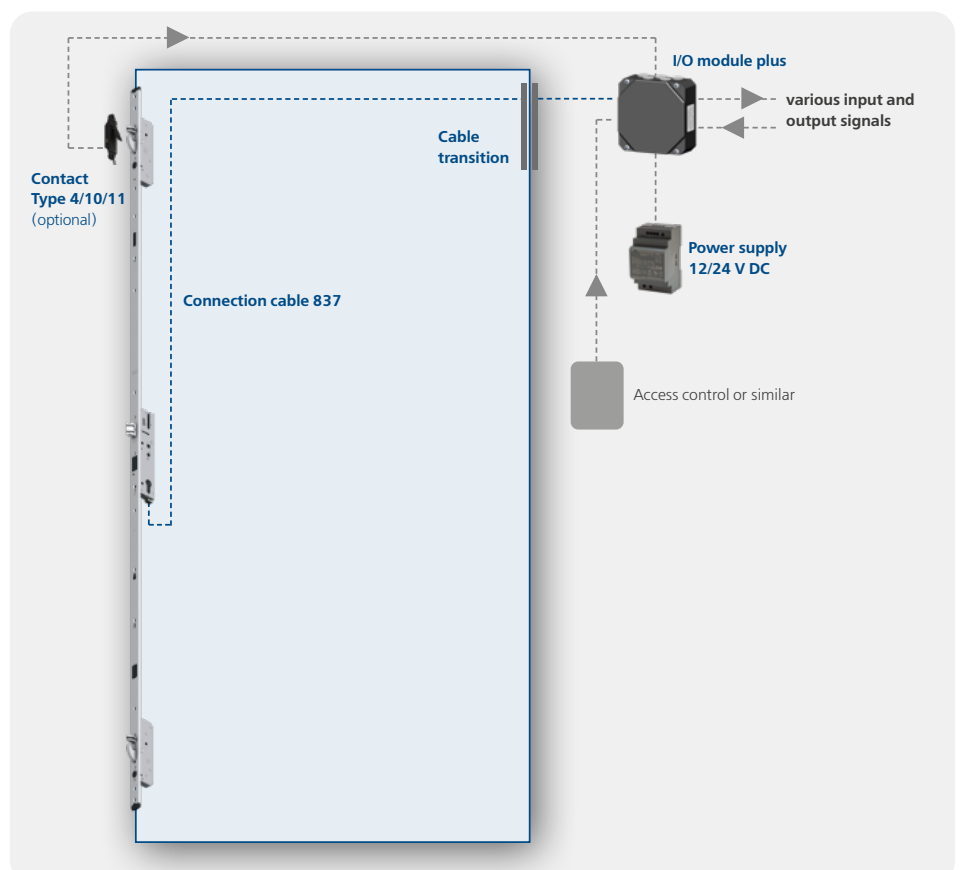 I/O module plus
various input and
output signals
Cable
transition
Contact
Type 4/10/11
(optional)
Power supply
12/24 V DC
Connection cable 837
Access control or similar